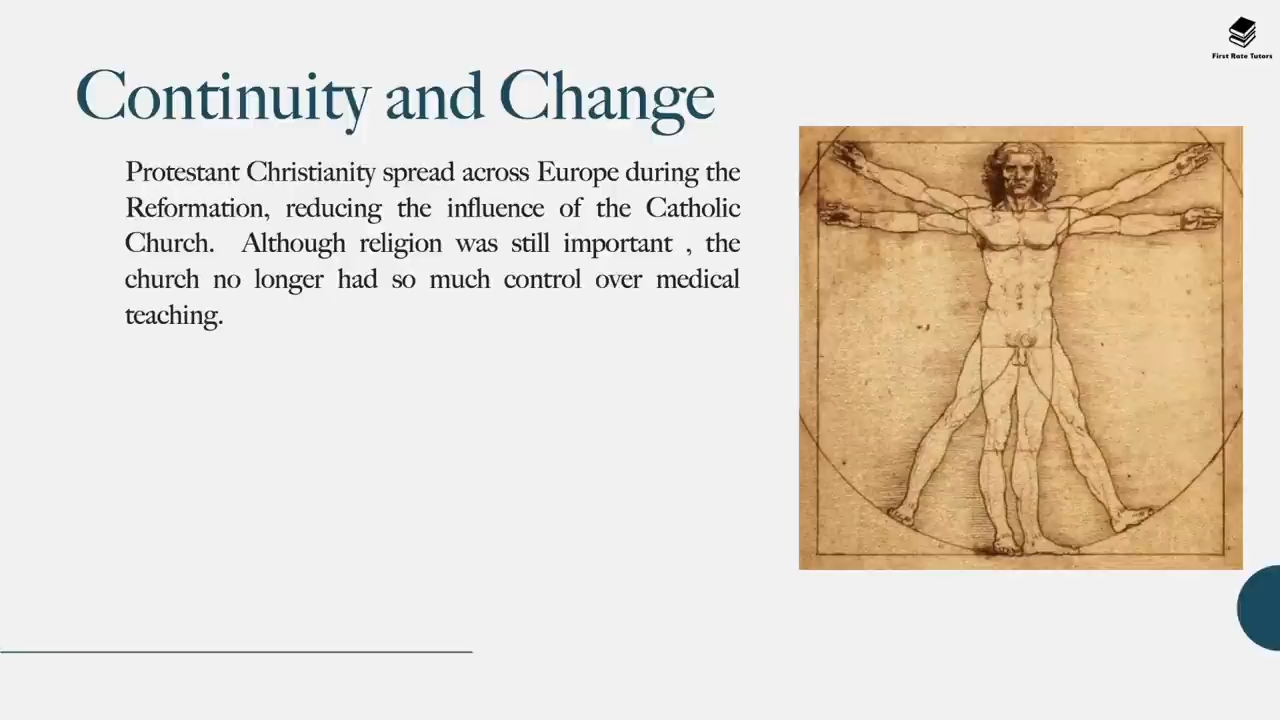 First Rate Tutors
Continuity and Change
Protestant Christianity spread across Europe during the
Reformation, reducing the influence of the Catholic
Church. Although religion was still important , the
church no longer had so much control over medical
teaching.